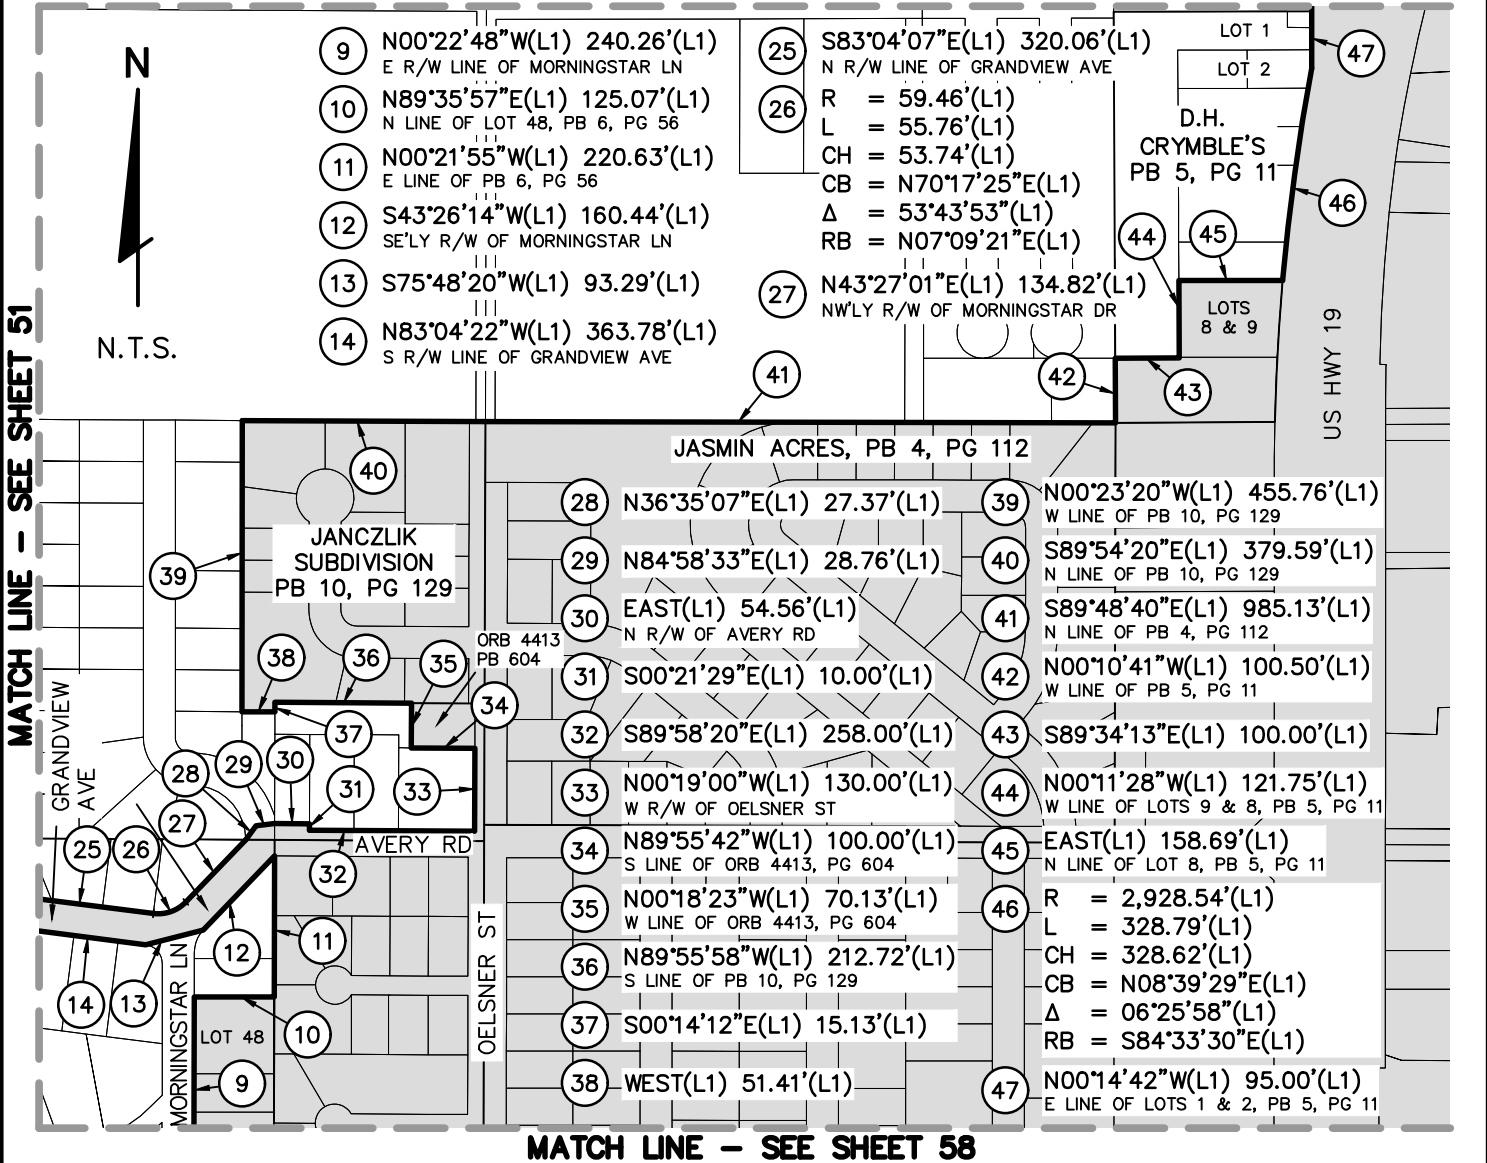 N
N.T.S.
9 N00°22'48"W(L1) 240.26'(L1)
E R/W LINE OF MORNINGSTAR LN
10 N89°35'57"E(L1) 125.07'(L1)
N LINE OF LOT 48, PB 6, PG 56
11 N00°21'55"W(L1) 220.63'(L1)
E LINE OF PB 6, PG 56
12 S43°26'14"W(L1) 160.44'(L1)
SE'LY R/W OF MORNINGSTAR LN
13 S75°48'20"W(L1) 93.29'(L1)
14 N83°04'22"W(L1) 363.78'(L1)
S R/W LINE OF GRANDVIEW AVE
25 S83°04'07"E(L1) 320.06'(L1)
N R/W LINE OF GRANDVIEW AVE
26 R = 59.46'(L1)
L = 55.76'(L1)
CH = 53.74'(L1)
CB = N70°17'25"E(L1)
Δ = 53°43'53"(L1)
RB = N07°09'21"E(L1)
27 N43°27'01"E(L1) 134.82'(L1)
NW'LY R/W OF MORNINGSTAR DR
LOT 1
LOT 2
47
D.H.
CRYMBLE'S
PB 5, PG 11
46
44
45
LOTS
8 & 9
US HWY 19
41
42
43
MATCH LINE – SEE SHEET 51
40
JASMIN ACRES, PB 4, PG 112
JANCZLIK
SUBDIVISION
PB 10, PG 129
39
38
36
35
ORB 4413
PB 604
34
37
30
29
28
31
33
27
25
26
32
AVERY RD
GRANDVIEW
AVE
12
11
14
13
10
LOT 48
9
MORNINGSTAR LN
OELSNER ST
28 N36°35'07"E(L1) 27.37'(L1)
29 N84°58'33"E(L1) 28.76'(L1)
30 EAST(L1) 54.56'(L1)
N R/W OF AVERY RD
31 S00°21'29"E(L1) 10.00'(L1)
32 S89°58'20"E(L1) 258.00'(L1)
33 N00°19'00"W(L1) 130.00'(L1)
W R/W OF OELSNER ST
34 N89°55'42"W(L1) 100.00'(L1)
S LINE OF ORB 4413, PG 604
35 N00°18'23"W(L1) 70.13'(L1)
W LINE OF ORB 4413, PG 604
36 N89°55'58"W(L1) 212.72'(L1)
S LINE OF PB 10, PG 129
37 S00°14'12"E(L1) 15.13'(L1)
38 WEST(L1) 51.41'(L1)
39 N00°23'20"W(L1) 455.76'(L1)
W LINE OF PB 10, PG 129
40 S89°54'20"E(L1) 379.59'(L1)
N LINE OF PB 10, PG 129
41 S89°48'40"E(L1) 985.13'(L1)
N LINE OF PB 4, PG 112
42 N00°10'41"W(L1) 100.50'(L1)
W LINE OF PB 5, PG 11
43 S89°34'13"E(L1) 100.00'(L1)
44 N00°11'28"W(L1) 121.75'(L1)
W LINE OF LOTS 9 & 8, PB 5, PG 11
45 EAST(L1) 158.69'(L1)
N LINE OF LOT 8, PB 5, PG 11
46 R = 2,928.54'(L1)
L = 328.79'(L1)
CH = 328.62'(L1)
CB = N08°39'29"E(L1)
Δ = 06°25'58"(L1)
RB = S84°33'30"E(L1)
47 N00°14'42"W(L1) 95.00'(L1)
E LINE OF LOTS 1 & 2, PB 5, PG 11
MATCH LINE – SEE SHEET 58